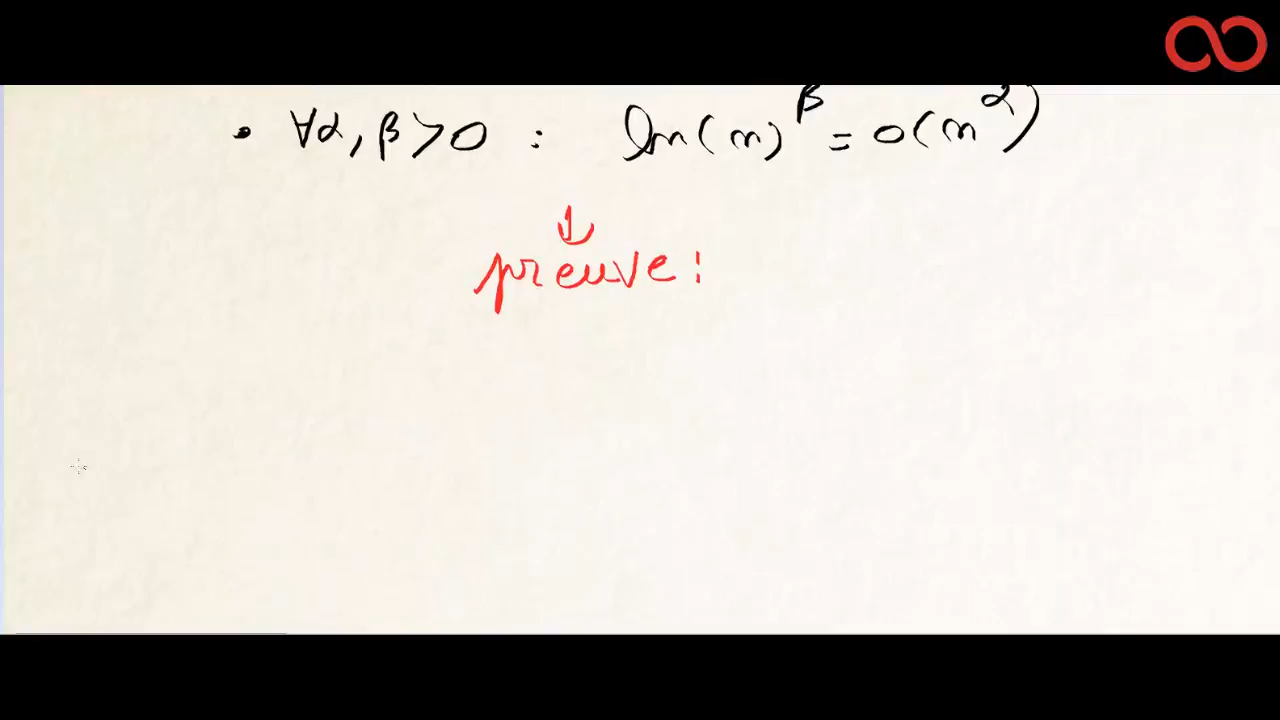 • ∀α, β > 0 : ln(n)^β = o(n^α)
preuve :